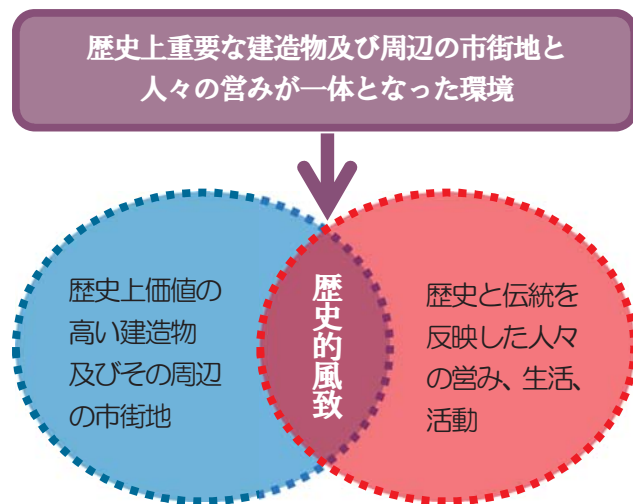 歴史上重要な建造物及び周辺の市街地と
人々の営みが一体となった環境
歴史上価値の
高い建造物
及びその周辺
の市街地
歴史的風致
歴史と伝統を
反映した人々
の営み、生活、
活動